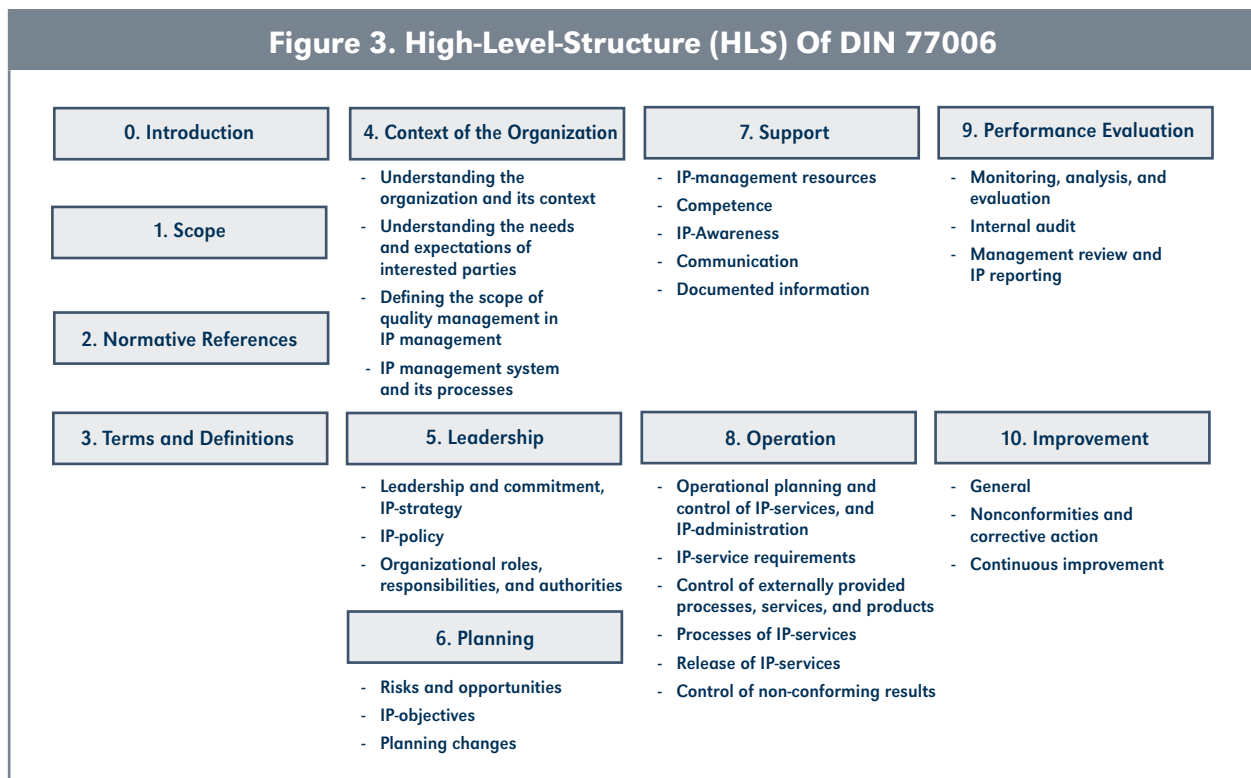 Figure 3. High-Level-Structure (HLS) Of DIN 77006
0. Introduction
1. Scope
2. Normative References
3. Terms and Definitions
4. Context of the Organization
- Understanding the
organization and its context
- Understanding the needs
and expectations of
interested parties
- Defining the scope of
quality management in
IP management
- IP management system
and its processes
5. Leadership
- Leadership and commitment,
IP-strategy
- IP-policy
- Organizational roles,
responsibilities, and authorities
6. Planning
- Risks and opportunities
- IP-objectives
- Planning changes
7. Support
- IP-management resources
- Competence
- IP-Awareness
- Communication
- Documented information
8. Operation
- Operational planning and
control of IP-services, and
IP-administration
- IP-service requirements
- Control of externally provided
processes, services, and products
- Processes of IP-services
- Release of IP-services
- Control of non-conforming results
9. Performance Evaluation
- Monitoring, analysis, and
evaluation
- Internal audit
- Management review and
IP reporting
10. Improvement
- General
- Nonconformities and
corrective action
- Continuous improvement